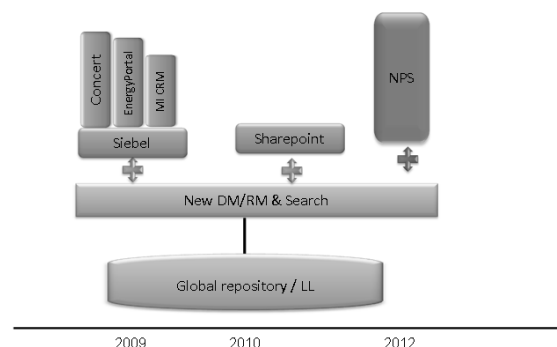 Concert
EnergyPortal
MI CRM
NPS
Siebel
Sharepoint
New DM/RM & Search
Global repository / LL
2009
2010
2012